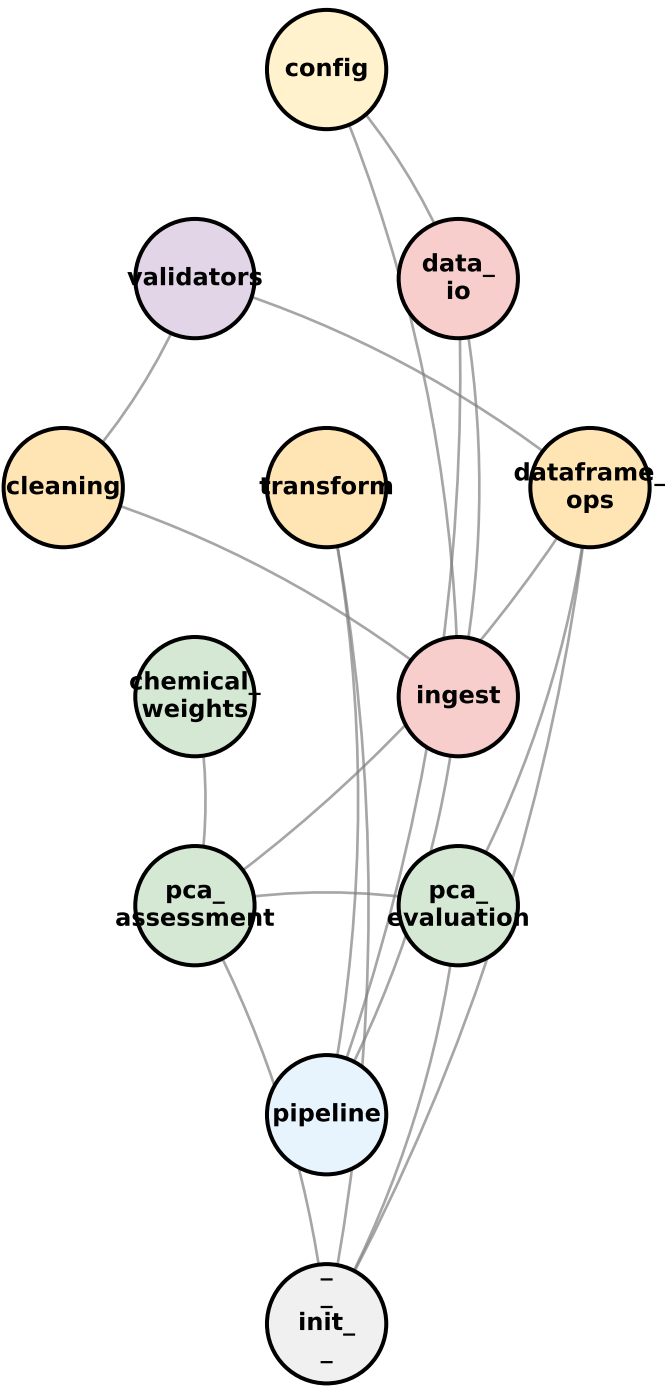 config
validators
data_
io
cleaning
transform
dataframe_
ops
chemical_
weights
ingest
pca_
assessment
pca_
evaluation
pipeline
_
_
init_
_